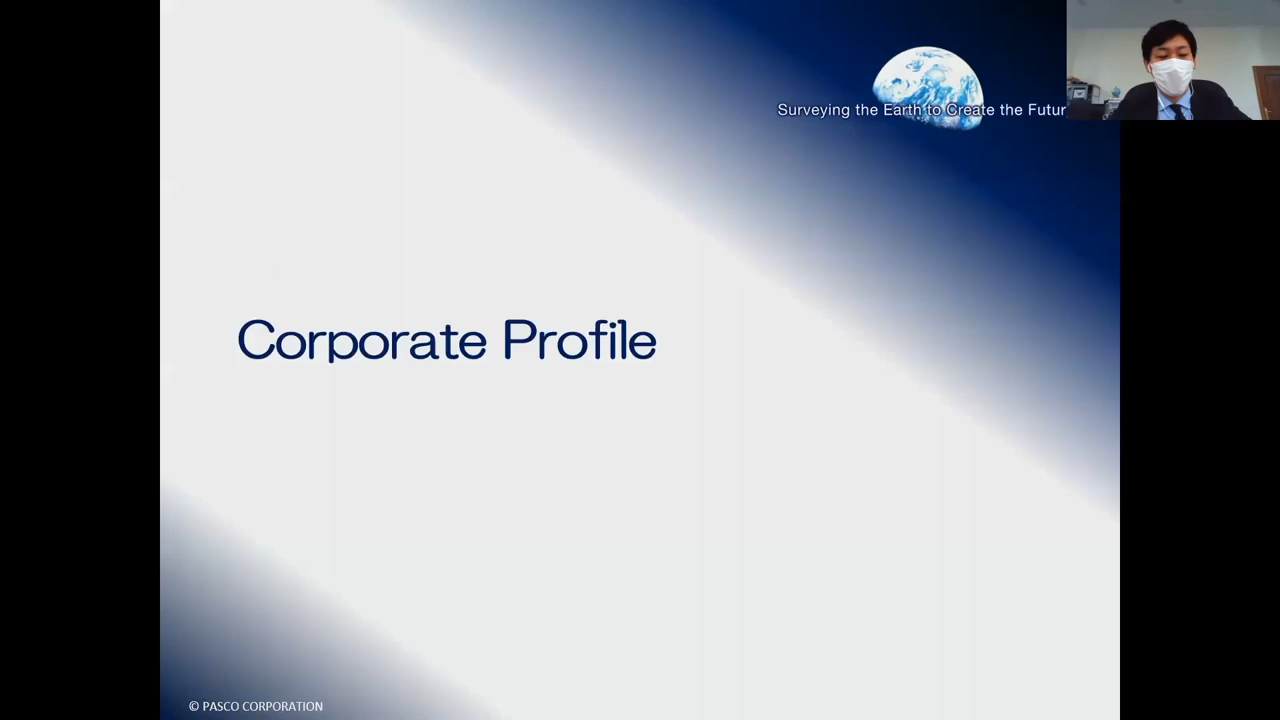 Surveying the Earth to Create the Futur
Corporate Profile
© PASCO CORPORATION